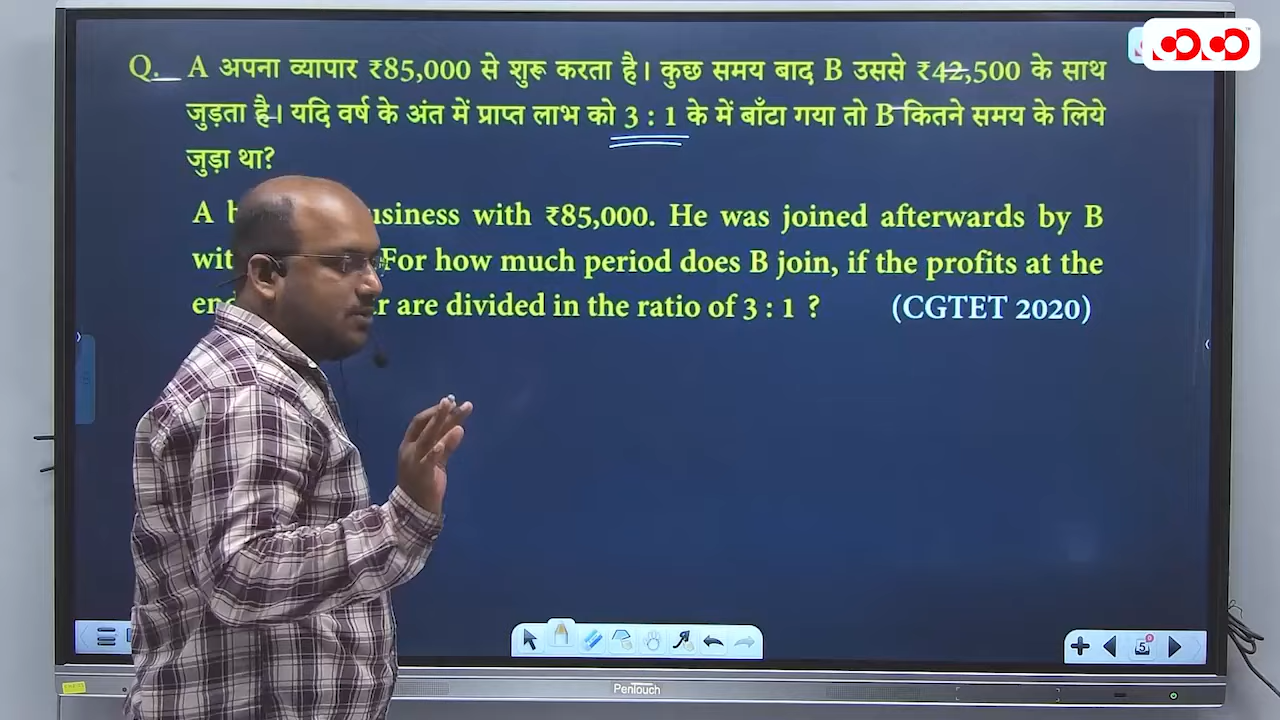 Q. A अपना व्यापार ₹85,000 से शुरू करता है। कुछ समय बाद B उससे ₹42,500 के साथ
जुड़ता है। यदि वर्ष के अंत में प्राप्त लाभ को 3 : 1 के में बाँटा गया तो B कितने समय के लिये
जुड़ा था?
A usiness with ₹85,000. He was joined afterwards by B
For how much period does B join, if the profits at the
are divided in the ratio of 3 : 1 ? (CGTET 2020)
5
PenTouch